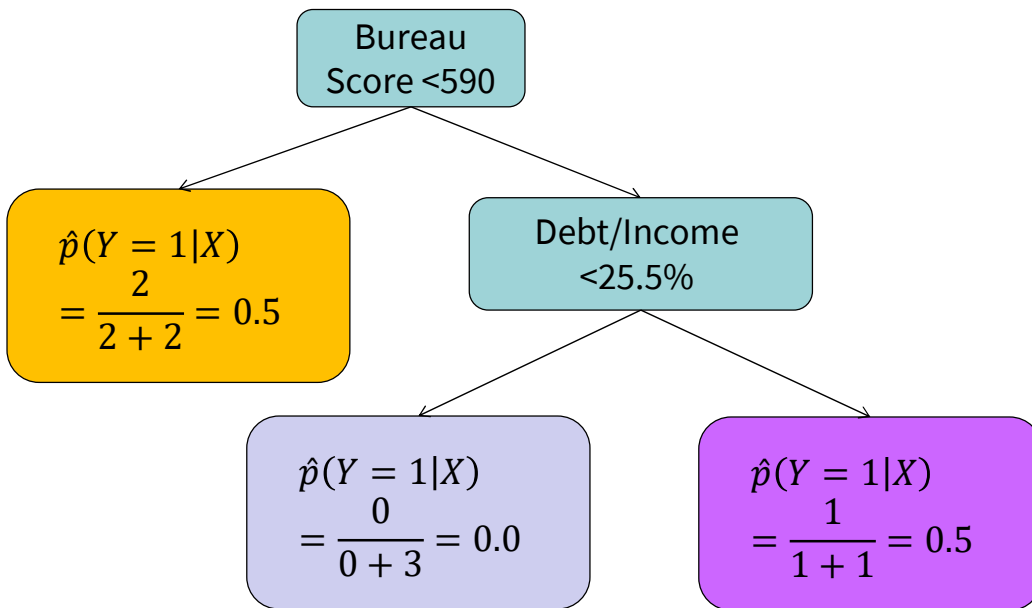 Bureau
Score <590
Debt/Income
<25.5%
p̂(Y = 1|X)
= 2/(2 + 2) = 0.5
p̂(Y = 1|X)
= 0/(0 + 3) = 0.0
p̂(Y = 1|X)
= 1/(1 + 1) = 0.5